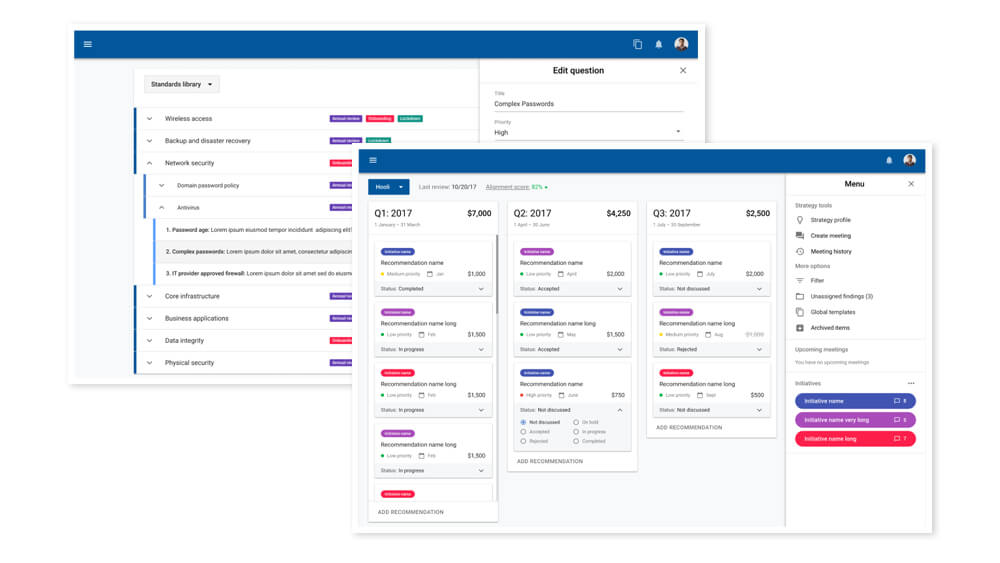 Edit question
Standards library
Title
Complex Passwords
Priority
High
Wireless access
Annual review
Onboarding
Lockdown
Backup and disaster recovery
Annual review
Lockdown
Network security
Domain password policy
Antivirus
1. Password age: Lorem ipsum eiusmod tempor incididunt adipiscing elit
2. Complex passwords: Lorem ipsum dolor sit amet, consectetur adipiscin
3. IT provider approved firewall: Lorem ipsum dolor sit amet sed do eiusmo
Core infrastructure
Business applications
Data integrity
Physical security
Hooli
Last review: 10/20/17
Alignment score: 82%
Q1: 2017
$7,000
1 January – 31 March
Initiative name
Recommendation name
Medium priority
Jan
$1,000
Status: Completed
Initiative name
Recommendation name long
Low priority
Feb
$1,500
Status: In progress
Initiative name
Recommendation name long
Low priority
Feb
$1,500
Status: In progress
Initiative name
Recommendation name long
Low priority
Feb
$1,500
Status: In progress
Initiative name
ADD RECOMMENDATION
Q2: 2017
$4,250
1 April – 30 June
Initiative name
Recommendation name
Low priority
April
$2,000
Status: Accepted
Initiative name
Recommendation name long
Low priority
May
$1,500
Status: Accepted
Initiative name
Recommendation name
High priority
June
$750
Status: Not discussed
Not discussed
On hold
Accepted
In progress
Rejected
Completed
ADD RECOMMENDATION
Q3: 2017
$2,500
1 July – 30 September
Initiative name
Recommendation name
Low priority
July
$2,000
Status: Not discussed
Initiative name
Recommendation name long
Medium priority
Aug
$1,000
Status: Rejected
Initiative name
Recommendation name long
Low priority
Sept
$500
Status: Not discussed
ADD RECOMMENDATION
Menu
Strategy tools
Strategy profile
Create meeting
Meeting history
More options
Filter
Unassigned findings (3)
Global templates
Archived items
Upcoming meetings
You have no upcoming meetings
Initiatives
Initiative name
8
Initiative name very long
5
Initiative name long
7